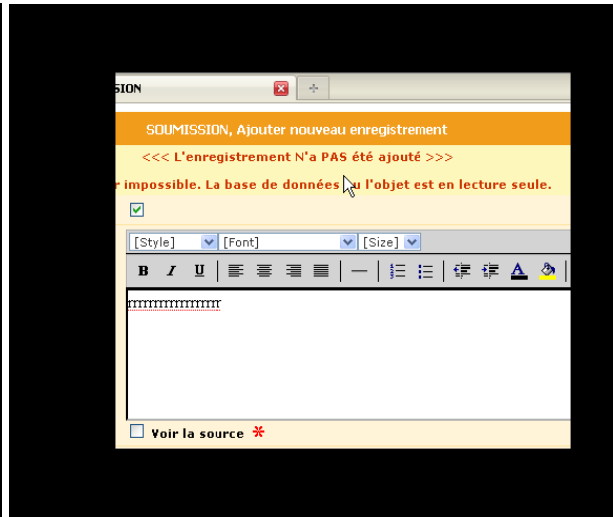 SION
SOUMISSION, Ajouter nouveau enregistrement
<<< L'enregistrement N'a PAS été ajouté >>>
r impossible. La base de données l'objet est en lecture seule.
[Style] [Font] [Size]
B I U A
rrrrrrrrrrrrrrrrr
Voir la source *